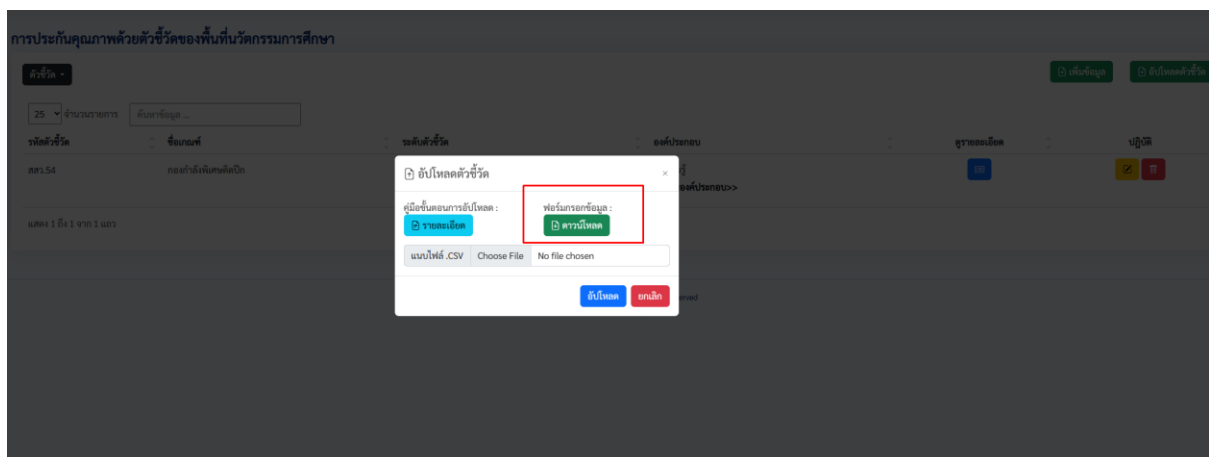 การประกันคุณภาพด้วยตัวชี้วัดของพื้นที่นวัตกรรมการศึกษา
ตัวชี้วัด
เพิ่มข้อมูล อัปโหลดตัวชี้วัด
25 จำนวนรายการ ค้นหาข้อมูล ...
รหัสตัวชี้วัด ชื่อเกณฑ์ ระดับตัวชี้วัด องค์ประกอบ ดูรายละเอียด ปฏิบัติ
สสว.54 กองกำลังพิเศษติดปีก
องค์ประกอบ>>
แสดง 1 ถึง 1 จาก 1 แถว
อัปโหลดตัวชี้วัด ×
คู่มือขั้นตอนการอัปโหลด : ฟอร์มกรอกข้อมูล :
รายละเอียด ดาวน์โหลด
แนบไฟล์ .CSV Choose File No file chosen
อัปโหลด ยกเลิก